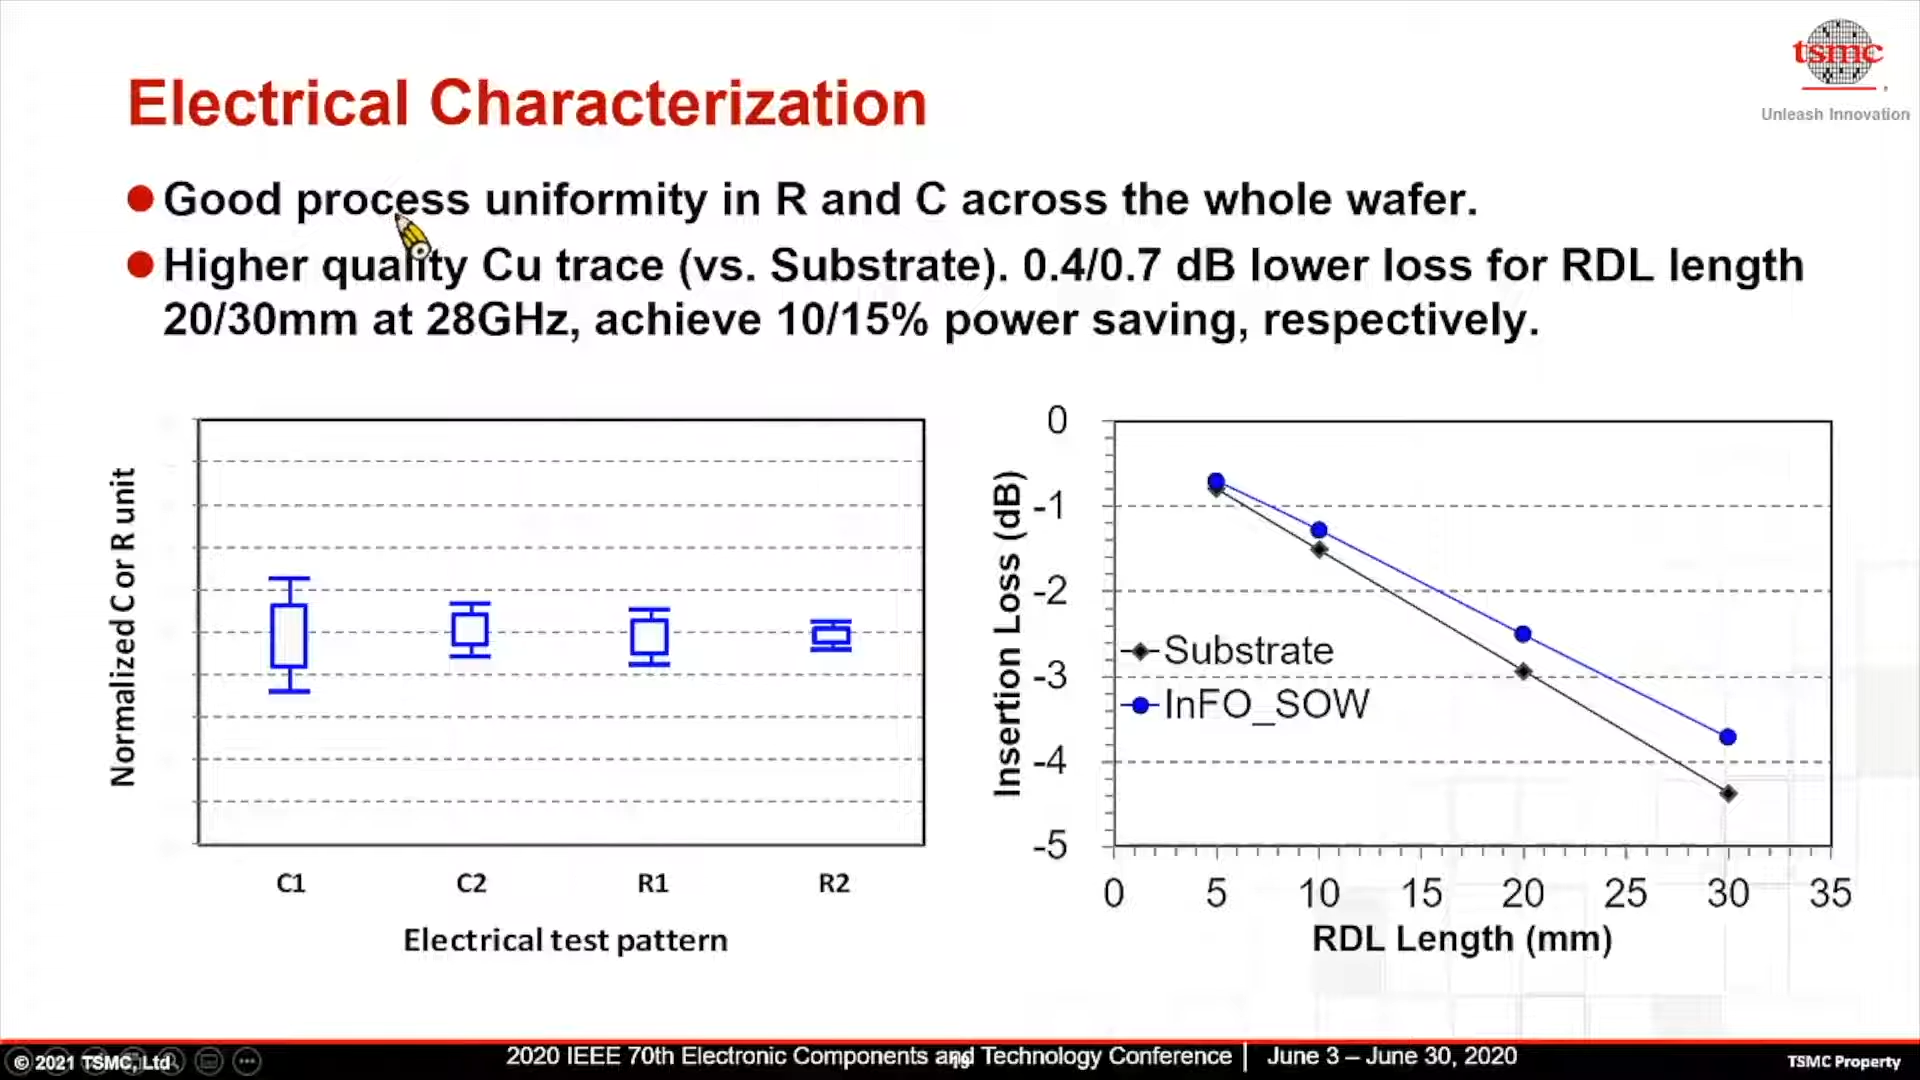 tsmc
Unleash Innovation
Electrical Characterization
Good process uniformity in R and C across the whole wafer.
Higher quality Cu trace (vs. Substrate). 0.4/0.7 dB lower loss for RDL length
20/30mm at 28GHz, achieve 10/15% power saving, respectively.
Normalized C or R unit
C1 C2 R1 R2
Electrical test pattern
Insertion Loss (dB)
0
-1
-2
-3
-4
-5
Substrate
InFO_SOW
0 5 10 15 20 25 30 35
RDL Length (mm)
© 2021 TSMC, Ltd
2020 IEEE 70th Electronic Components and Technology Conference | June 3 – June 30, 2020
19
TSMC Property